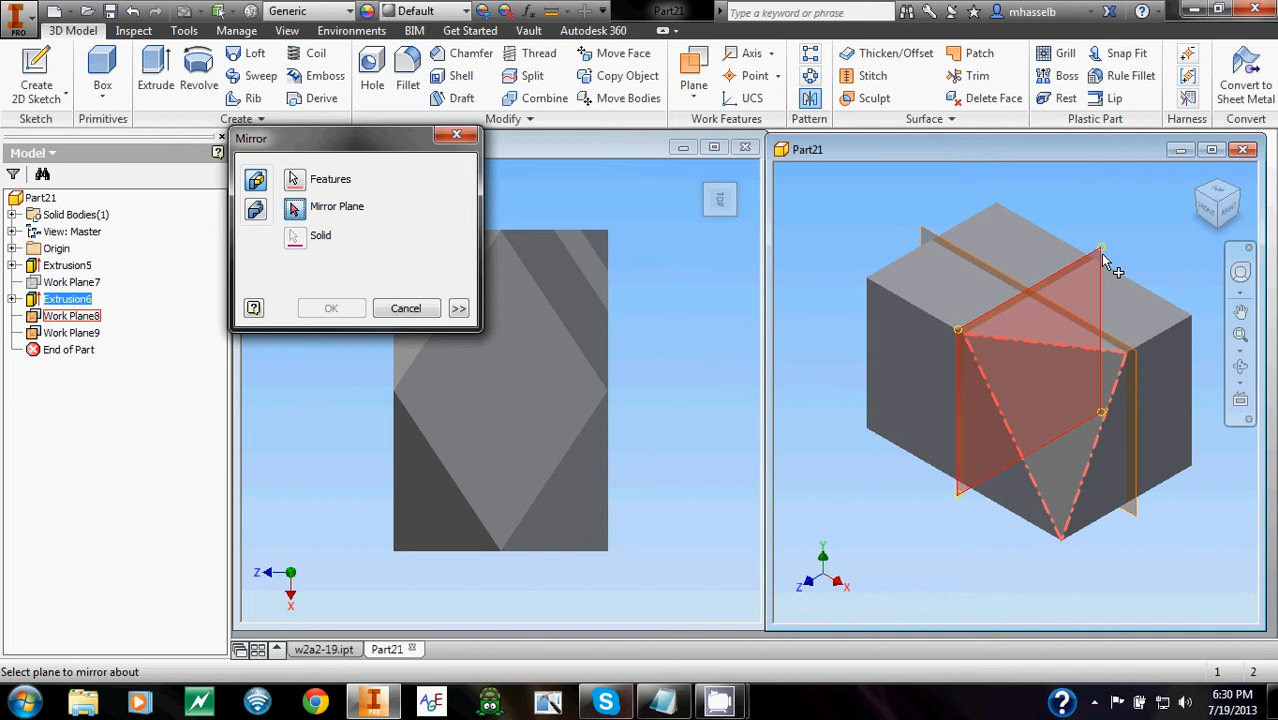 Generic
Default
fx
Part21
Type a keyword or phrase
mhasselb
PRO
3D Model
Inspect
Tools
Manage
View
Environments
BIM
Get Started
Vault
Autodesk 360
Create
2D Sketch
Box
Extrude
Revolve
Loft
Sweep
Rib
Coil
Emboss
Derive
Hole
Fillet
Chamfer
Shell
Draft
Thread
Split
Combine
Move Face
Copy Object
Move Bodies
Plane
Axis
Point
UCS
Thicken/Offset
Stitch
Sculpt
Patch
Trim
Delete Face
Grill
Boss
Rest
Snap Fit
Rule Fillet
Lip
Convert to
Sheet Metal
Sketch
Primitives
Create
Modify
Work Features
Pattern
Surface
Plastic Part
Harness
Convert
Model
Part21
Solid Bodies(1)
View: Master
Origin
Extrusion5
Work Plane7
Extrusion6
Work Plane8
Work Plane9
End of Part
Mirror
Features
Mirror Plane
Solid
OK
Cancel
>>
TOP
Z
X
Part21
Y
Z
X
w2a2-19.ipt
Part21
Select plane to mirror about
1
2
6:30 PM
7/19/2013